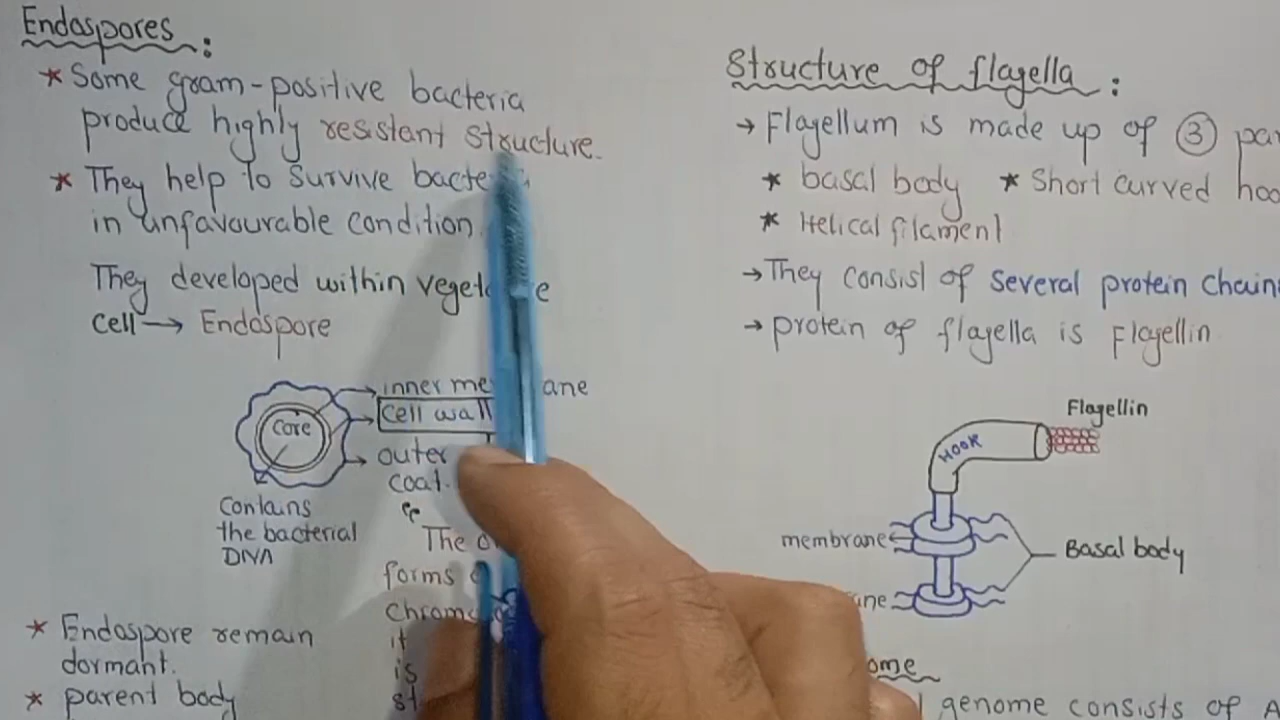 Endospores :
* Some gram-positive bacteria
produce highly resistant structure.
* They help to survive
in unfavourable condition.
They developed within
cell → Endospore
inner
cell wall
outer
coat.
Core
Contains
the bacterial
DNA
The
forms
it
is
* Endospore remain
dormant.
* parent body
Structure of flagella :
→ Flagellum is made up of ③
* basal body * Short curved
* Helical filament
→ They consist of several protein chain
→ protein of flagella is Flagellin
Flagellin
HOOK
membrane
Basal body
genome consists of